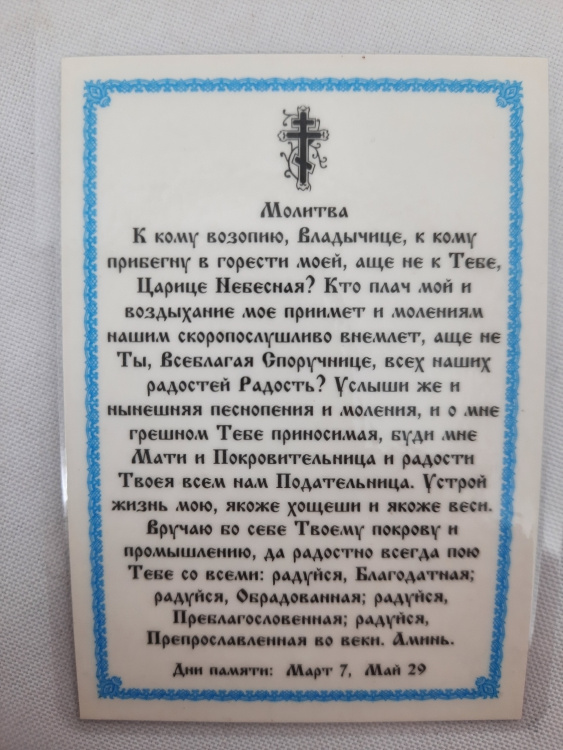 Молитва
К кому возопию, Владычице, к кому
прибегну в горести моей, аще не к Тебе,
Царице Небесная? Кто плач мой и
воздыхание мое приимет и молениям
нашим скоропослушливо внемлет, аще не
Ты, Всеблагая Споручнице, всех наших
радостей Радость? Услыши же и
нынешняя песнопения и моления, и о мне
грешном Тебе приносимая, буди мне
Мати и Покровительница и радости
Твоея всем нам Подательница. Устрой
жизнь мою, якоже хощеши и якоже веси.
Вручаю бо себе Твоему покрову и
промышлению, да радостно всегда пою
Тебе со всеми: радуйся, Благодатная;
радуйся, Обрадованная; радуйся,
Преблагословенная; радуйся,
Препрославленная во веки. Аминь.
Дни памяти: Март 7, Май 29